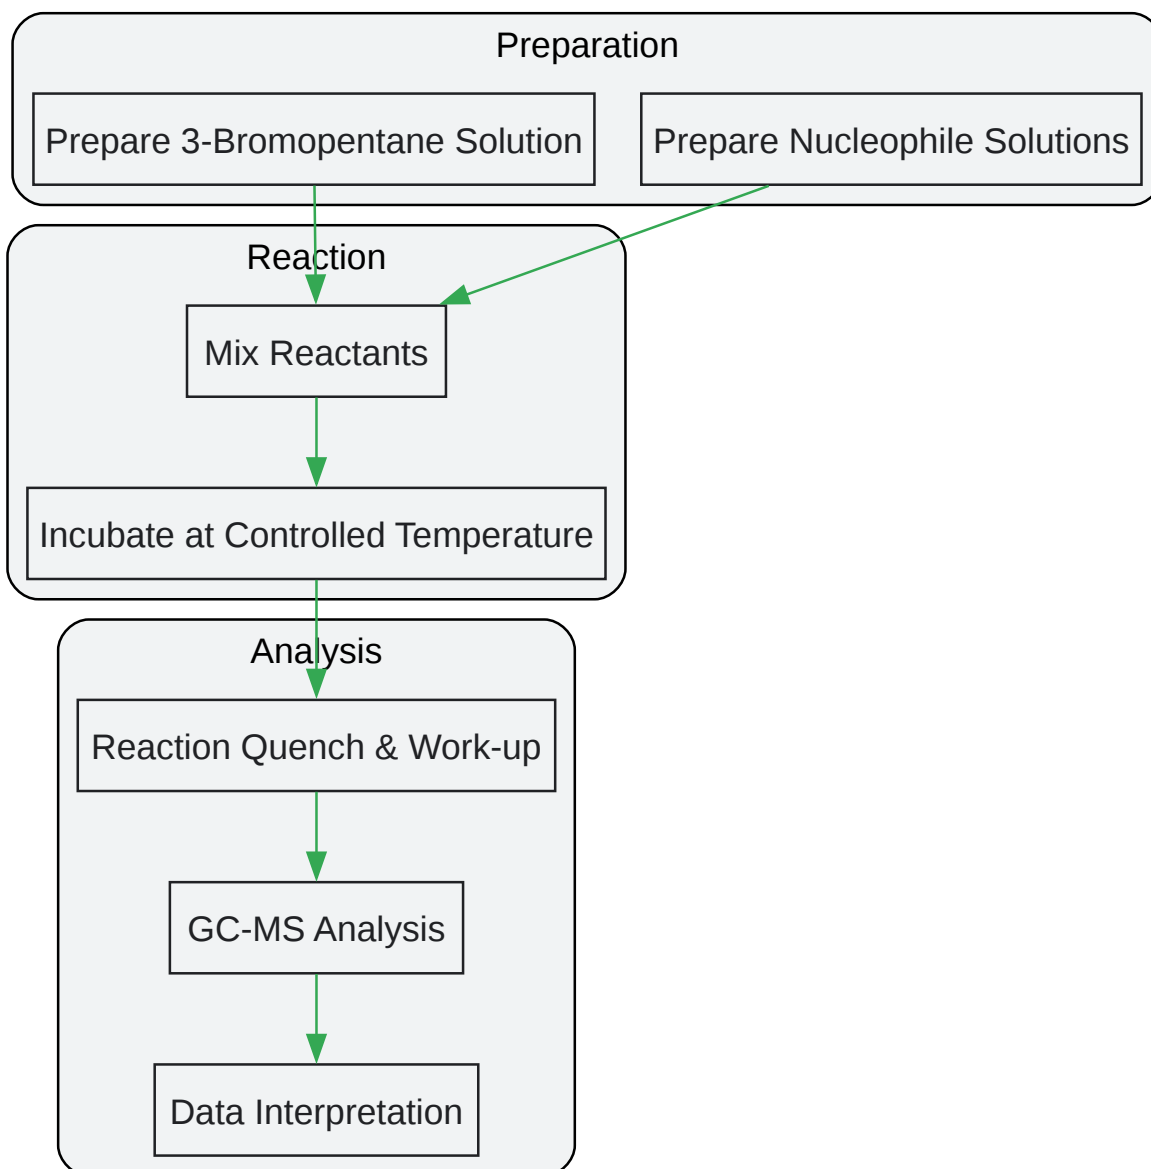 Preparation
Prepare 3-Bromopentane Solution
Prepare Nucleophile Solutions
Reaction
Mix Reactants
Incubate at Controlled Temperature
Analysis
Reaction Quench & Work-up
GC-MS Analysis
Data Interpretation